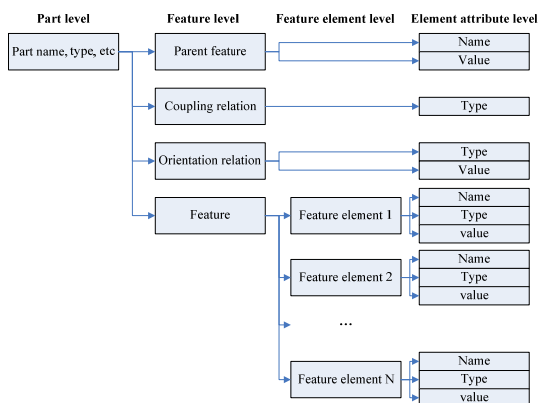 Part level Feature level Feature element level Element attribute level
Part name, type, etc
Parent feature
Name
Value
Coupling relation
Type
Orientation relation
Type
Value
Feature
Feature element 1
Name
Type
value
Feature element 2
Name
Type
value
...
Feature element N
Name
Type
value